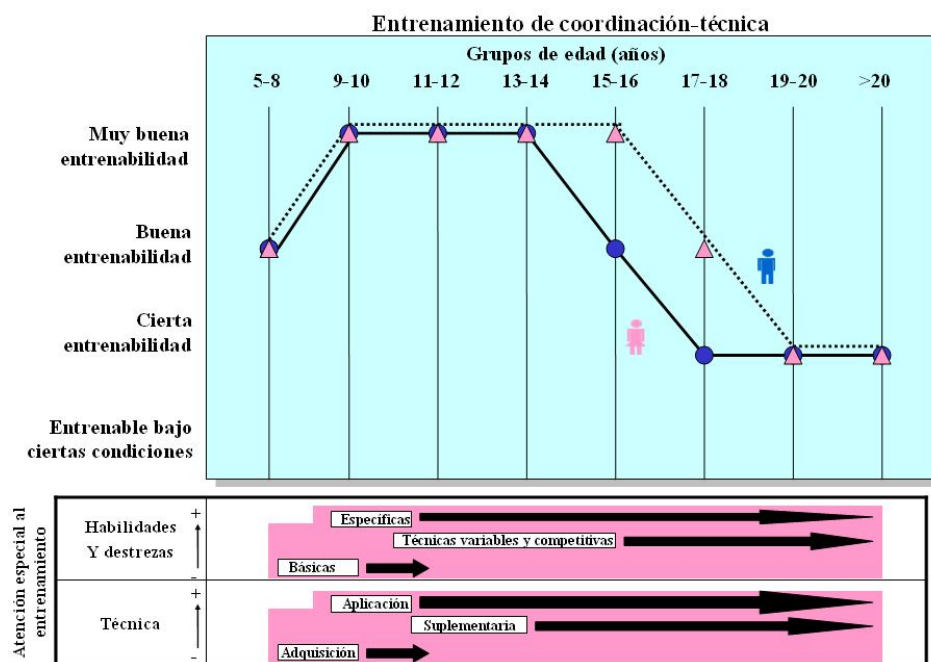 Entrenamiento de coordinación-técnica
Grupos de edad (años)
5-8 9-10 11-12 13-14 15-16 17-18 19-20 >20
Muy buena
entrenabilidad
Buena
entrenabilidad
Cierta
entrenabilidad
Entrenable bajo
ciertas condiciones
Atención especial al
entrenamiento
Habilidades
Y destrezas
+
-
Específicas
Técnicas variables y competitivas
Básicas
Técnica
+
-
Aplicación
Suplementaria
Adquisición